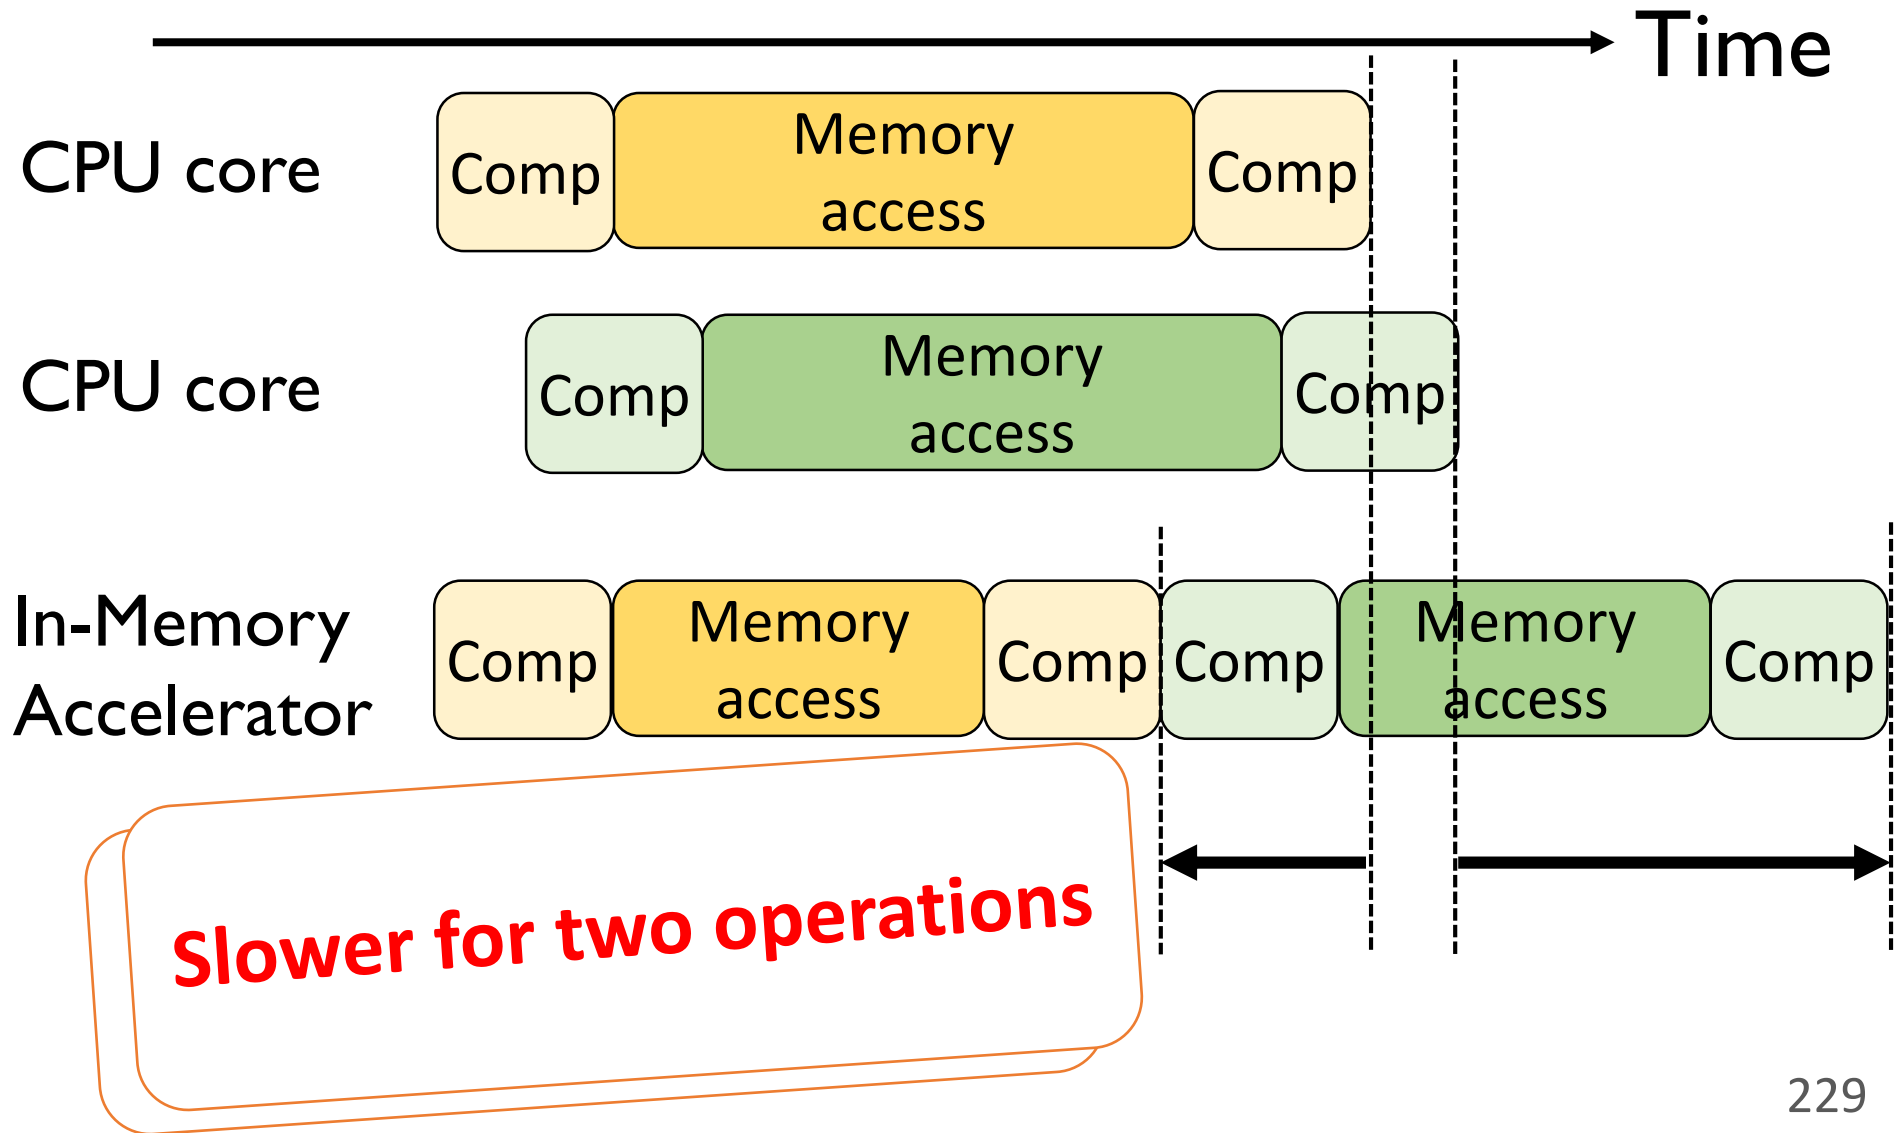 Time
CPU core
Comp
Memory
access
Comp
CPU core
Comp
Memory
access
Comp
In-Memory
Accelerator
Comp
Memory
access
Comp
Comp
Memory
access
Comp
Slower for two operations
229